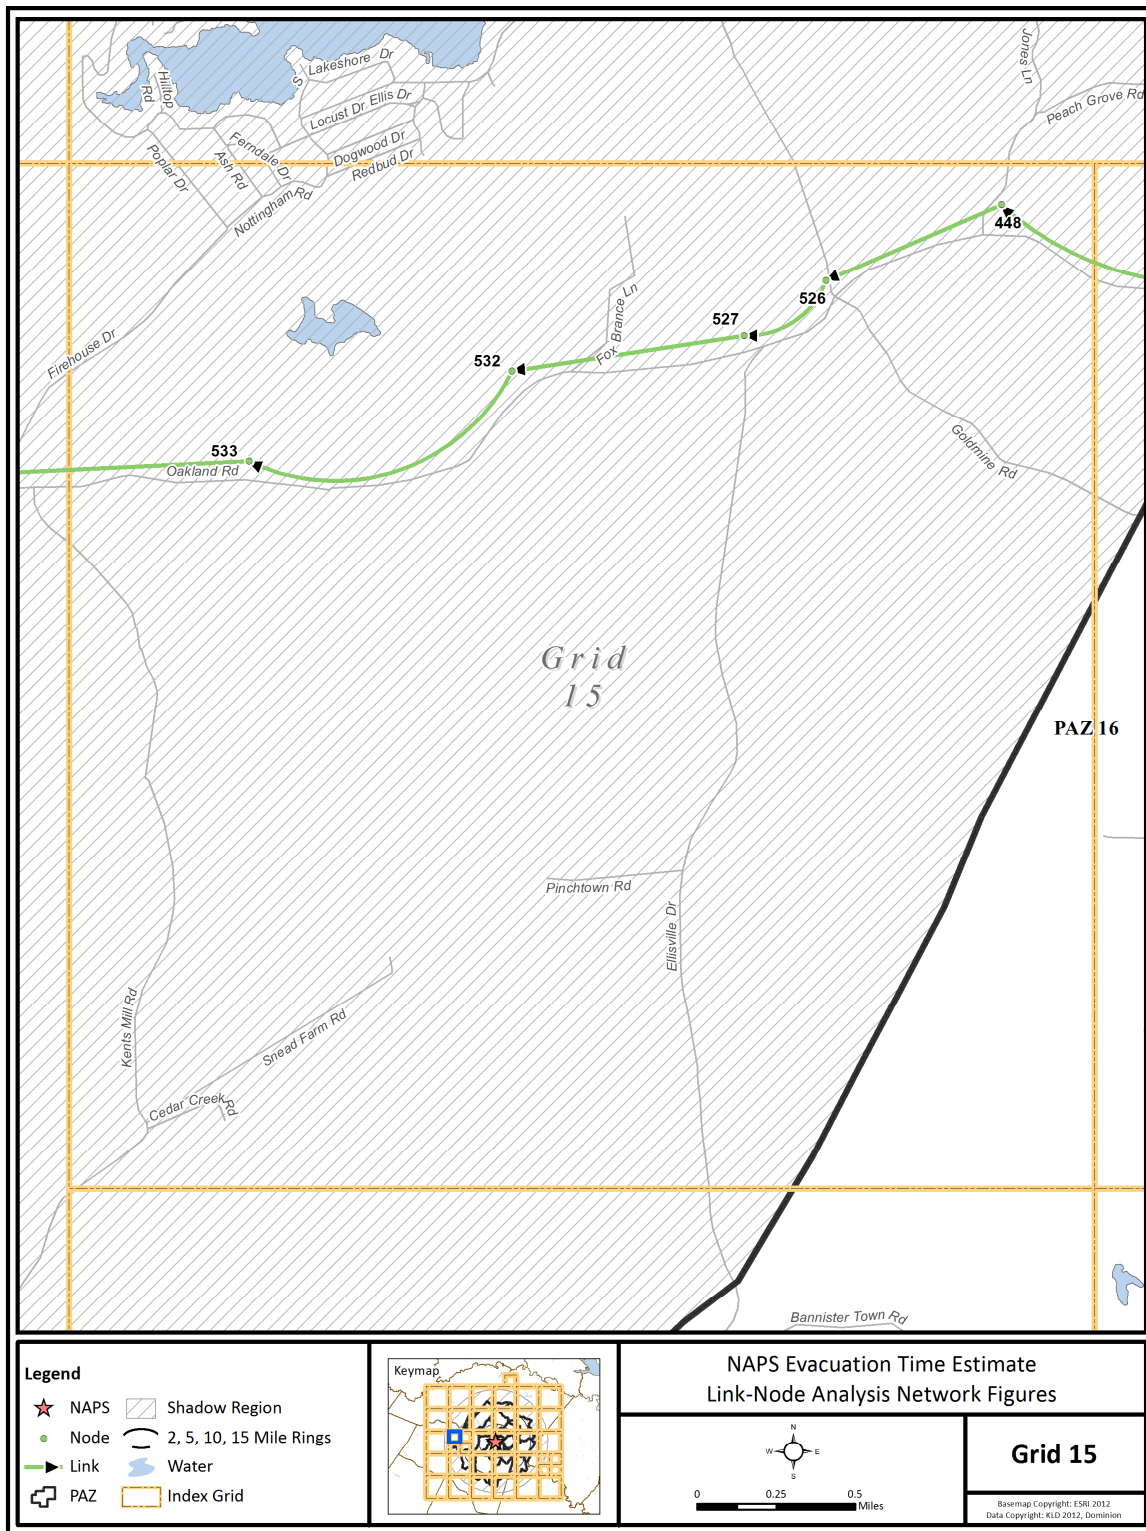 Jones Ln
Peach Grove Rd
S Lakeshore Dr
Hilltop
Rd
Locust Dr
Ellis Dr
Ferndale Dr
Dogwood Dr
Redbud Dr
Poplar Dr
Ash Rd
Nottingham Rd
448
526
527
Fox Brance Ln
532
Firehouse Dr
533
Oakland Rd
Goldmine Rd
Grid
15
PAZ 16
Pinchtown Rd
Ellisville Dr
Kents Mill Rd
Snead Farm Rd
Cedar Creek Rd
Bannister Town Rd
Legend
NAPS
Shadow Region
Node
2, 5, 10, 15 Mile Rings
Link
Water
PAZ
Index Grid
Keymap
NAPS Evacuation Time Estimate
Link-Node Analysis Network Figures
N
W
E
S
0
0.25
0.5
Miles
Grid 15
Basemap Copyright: ESRI 2012
Data Copyright: KLD 2012, Dominion